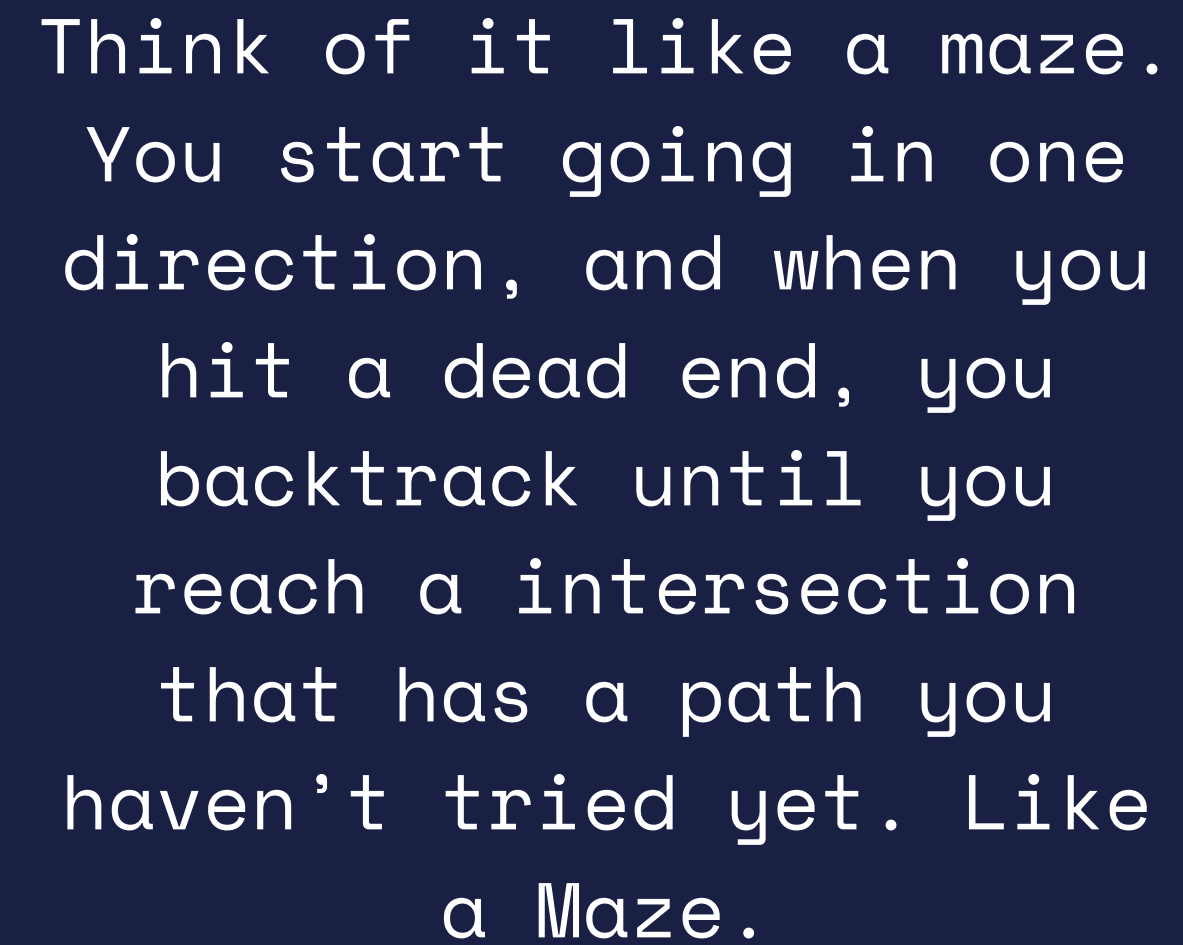 Think of it like a maze.
You start going in one
direction, and when you
hit a dead end, you
backtrack until you
reach a intersection
that has a path you
haven’t tried yet. Like
a Maze.